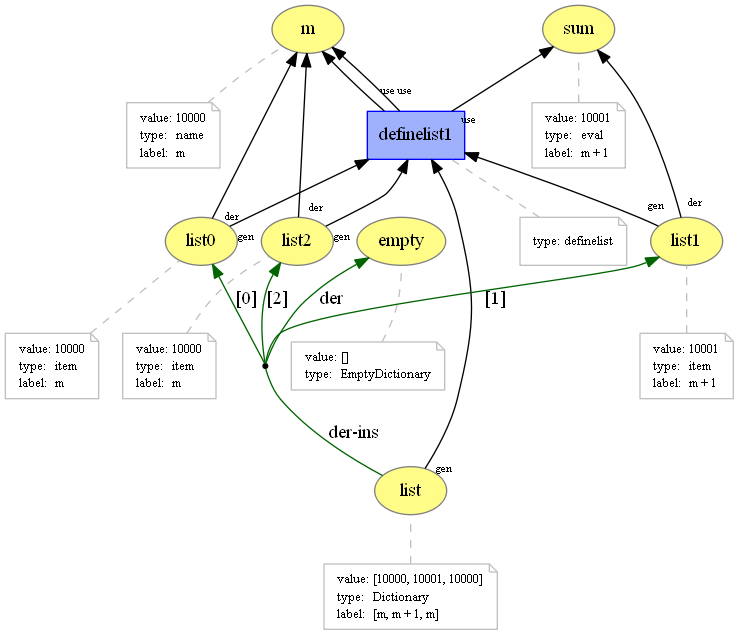 m
sum
value: 10000
type: name
label: m
use use
definelist1
use
value: 10001
type: eval
label: m + 1
der
gen
der
gen
gen
der
list0
list2
empty
type: definelist
list1
[0]
[2]
der
[1]
value: 10000
type: item
label: m
value: 10000
type: item
label: m
value: []
type: EmptyDictionary
value: 10001
type: item
label: m + 1
der-ins
gen
list
value: [10000, 10001, 10000]
type: Dictionary
label: [m, m + 1, m]